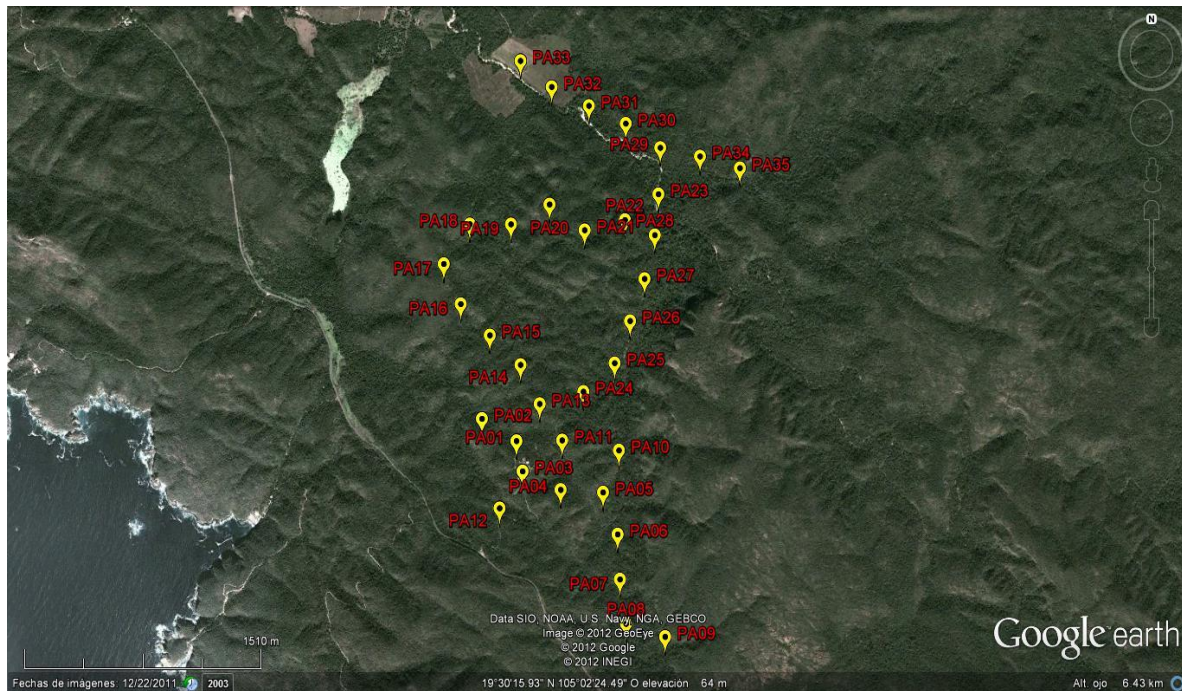 N
PA33
PA32
PA31
PA30
PA29
PA34
PA35
PA23
PA22
PA18
PA19
PA20
PA21
PA28
PA17
PA27
PA16
PA26
PA15
PA25
PA14
PA24
PA13
PA02
PA01
PA11
PA10
PA03
PA04
PA05
PA12
PA06
PA07
PA08
PA09
Data SIO, NOAA, U.S. Navy, NGA, GEBCO
Image © 2012 GeoEye
© 2012 Google
© 2012 INEGI
1510 m
Google earth
Fechas de imágenes: 12/22/2011 2003 19°30'15.93" N 105°02'24.49" O elevación 64 m Alt. ojo 6.43 km